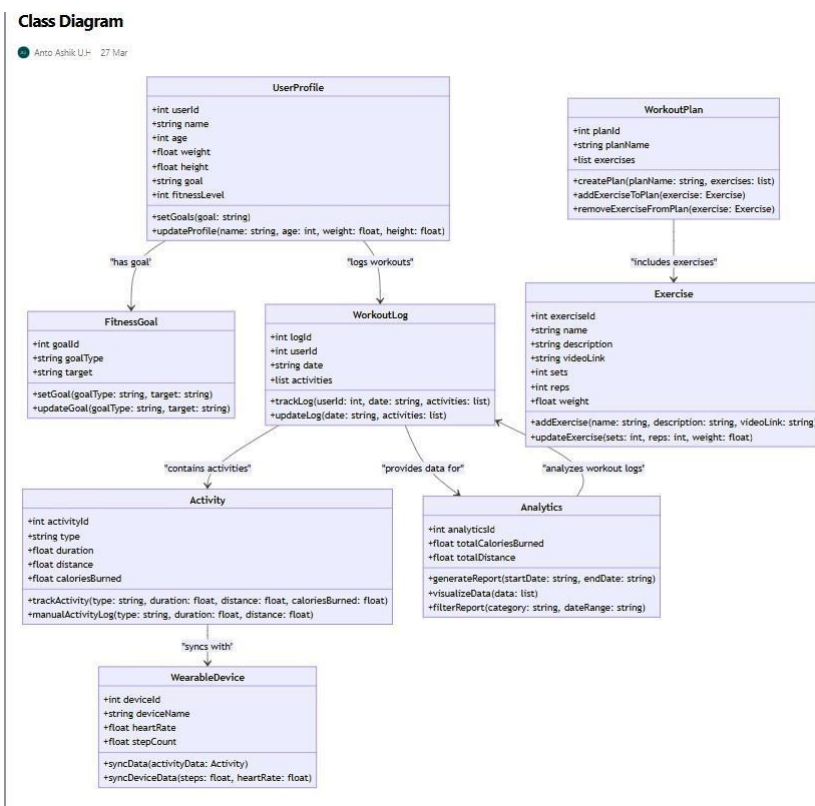 Class Diagram
Anto Ashik U.H 27 Mar
UserProfile
+int userId
+string name
+int age
+float weight
+float height
+string goal
+int fitnessLevel
+setGoals(goal: string)
+updateProfile(name: string, age: int, weight: float, height: float)
WorkoutPlan
+int planId
+string planName
+list exercises
+createPlan(planName: string, exercises: list)
+addExerciseToPlan(exercise: Exercise)
+removeExerciseFromPlan(exercise: Exercise)
"has goal"
"logs workouts"
"includes exercises"
FitnessGoal
+int goalId
+string goalType
+string target
+setGoal(goalType: string, target: string)
+updateGoal(goalType: string, target: string)
WorkoutLog
+int logId
+int userId
+string date
+list activities
+trackLog(userId: int, date: string, activities: list)
+updateLog(date: string, activities: list)
Exercise
+int exerciseId
+string name
+string description
+string videoLink
+int sets
+int reps
+float weight
+addExercise(name: string, description: string, videoLink: string
+updateExercise(sets: int, reps: int, weight: float)
"contains activities"
"provides data for"
"analyzes workout logs"
Activity
+int activityId
+string type
+float duration
+float distance
+float caloriesBurned
+trackActivity(type: string, duration: float, distance: float, caloriesBurned: float)
+manualActivityLog(type: string, duration: float, distance: float)
Analytics
+int analyticsId
+float totalCaloriesBurned
+float totalDistance
+generateReport(startDate: string, endDate: string)
+visualizeData(data: list)
+filterReport(category: string, dateRange: string)
"syncs with"
WearableDevice
+int deviceId
+string deviceName
+float heartRate
+float stepCount
+syncData(activityData: Activity)
+syncDeviceData(steps: float, heartRate: float)